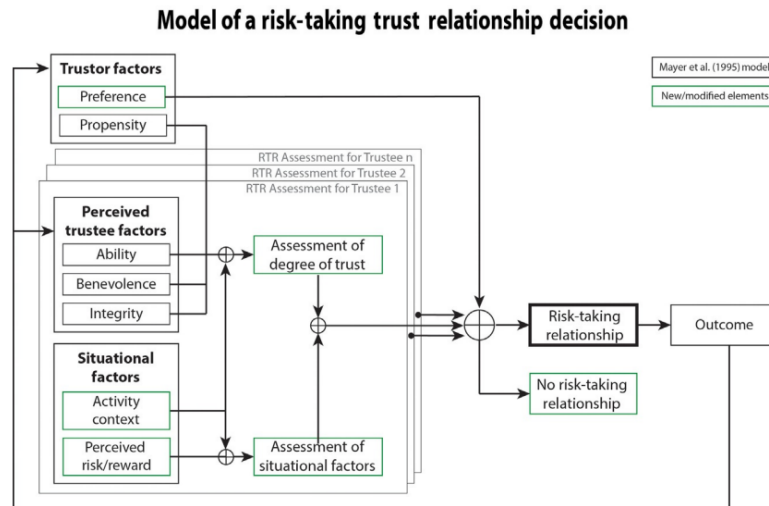 Model of a risk-taking trust relationship decision
Trustor factors
Preference
Propensity
Mayer et al. (1995) model
New/modified elements
RTR Assessment for Trustee n
RTR Assessment for Trustee 2
RTR Assessment for Trustee 1
Perceived
trustee factors
Ability
Benevolence
Integrity
Assessment of
degree of trust
Situational
factors
Activity
context
Perceived
risk/reward
Assessment of
situational factors
Risk-taking
relationship
Outcome
No risk-taking
relationship